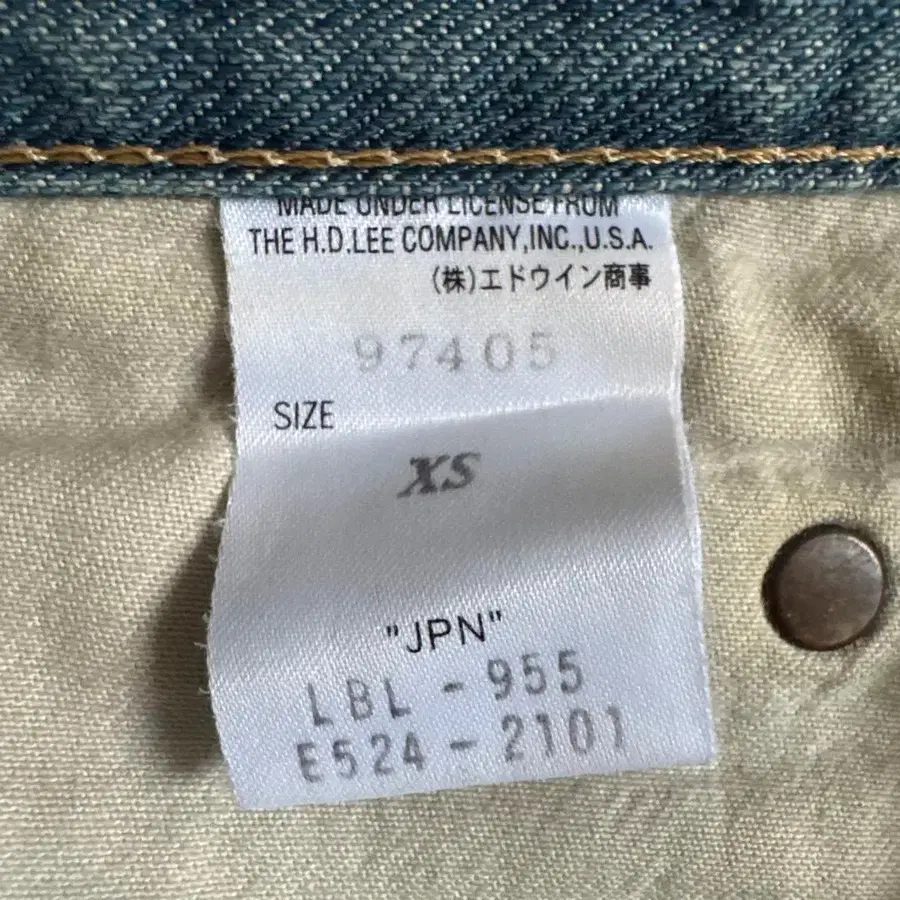 MADE UNDER LICENSE FROM
THE H.D.LEE COMPANY,INC.,U.S.A.
(株)エドウイン商事
97405
SIZE
XS
"JPN"
LBL-955
E524-2101